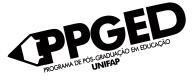 PPGED
PROGRAMA DE PÓS-GRADUAÇÃO EM EDUCAÇÃO
UNIFAP